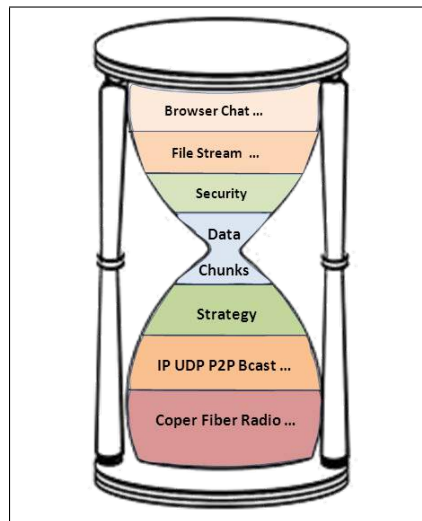 Browser Chat ...
File Stream ...
Security
Data
Chunks
Strategy
IP UDP P2P Bcast ...
Coper Fiber Radio ...